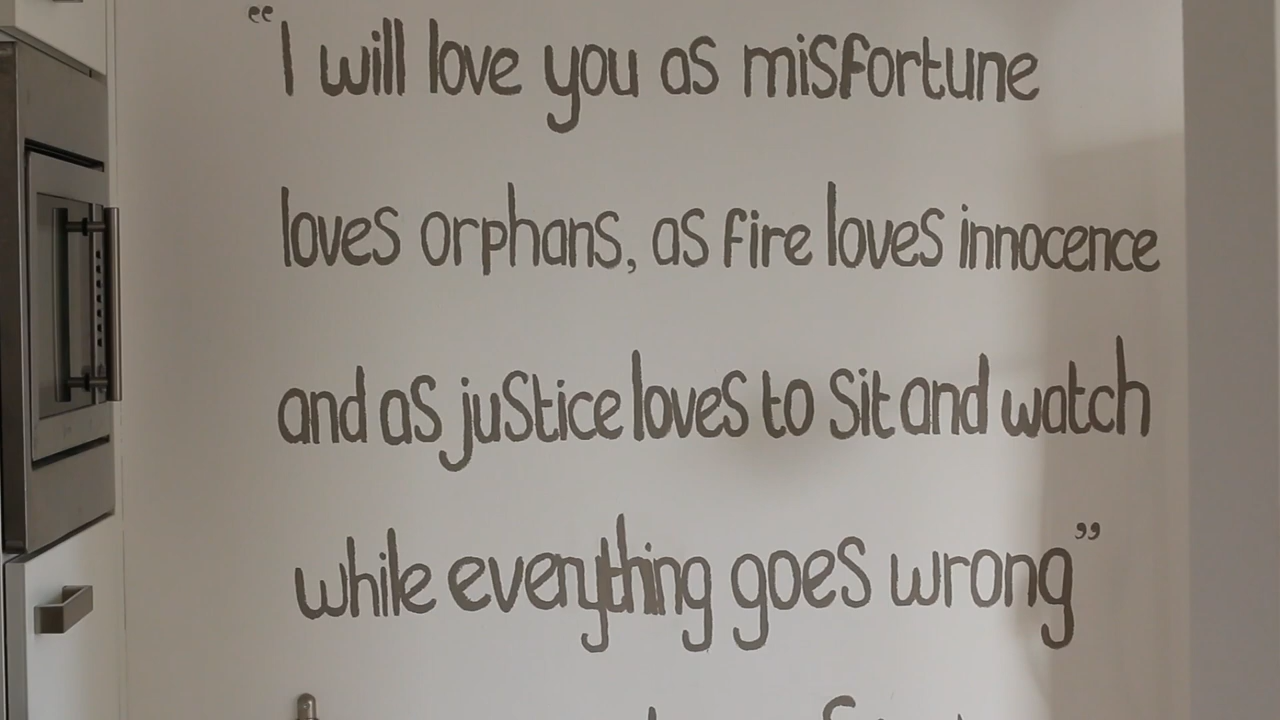 “I will love you as misfortune
loves orphans, as fire loves innocence
and as justice loves to sit and watch
while everything goes wrong”